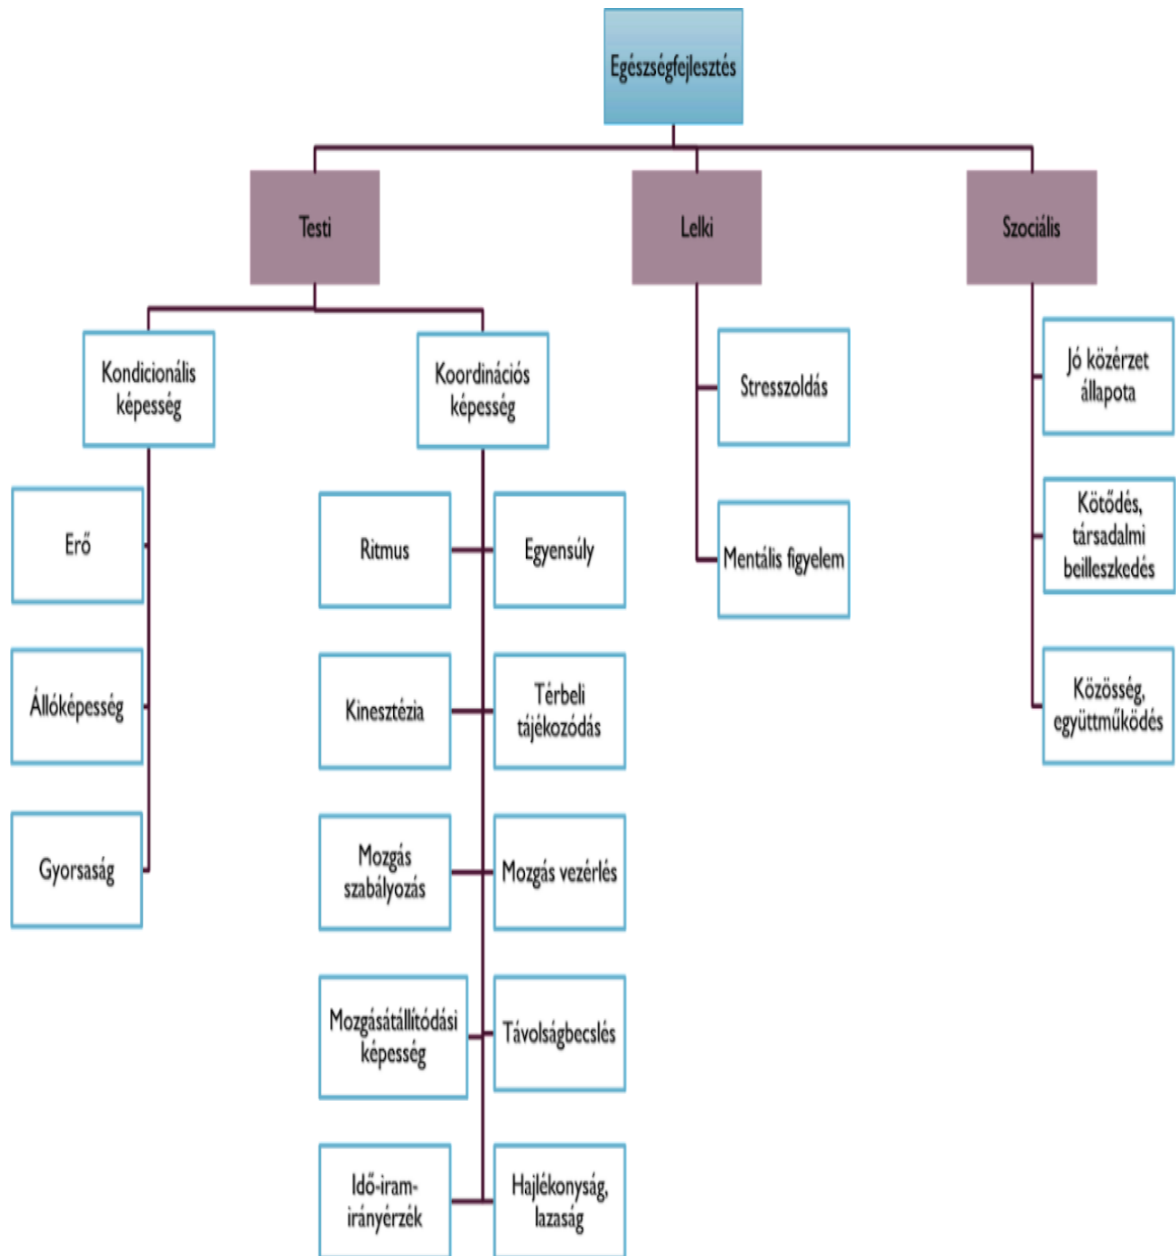 Egészségfejlesztés
Testi
Lelki
Szociális
Kondicionális
képesség
Koordinációs
képesség
Stresszoldás
Jó közérzet
állapota
Erő
Ritmus
Egyensúly
Mentális figyelem
Kötődés,
társadalmi
beilleszkedés
Állóképesség
Kinesztézia
Térbeli
tájékozódás
Közösség,
együttműködés
Gyorsaság
Mozgás
szabályozás
Mozgás vezérlés
Mozgásátállítódási
képesség
Távolságbecslés
Idő-iram-
irányérzék
Hajlékonyság,
lazaság